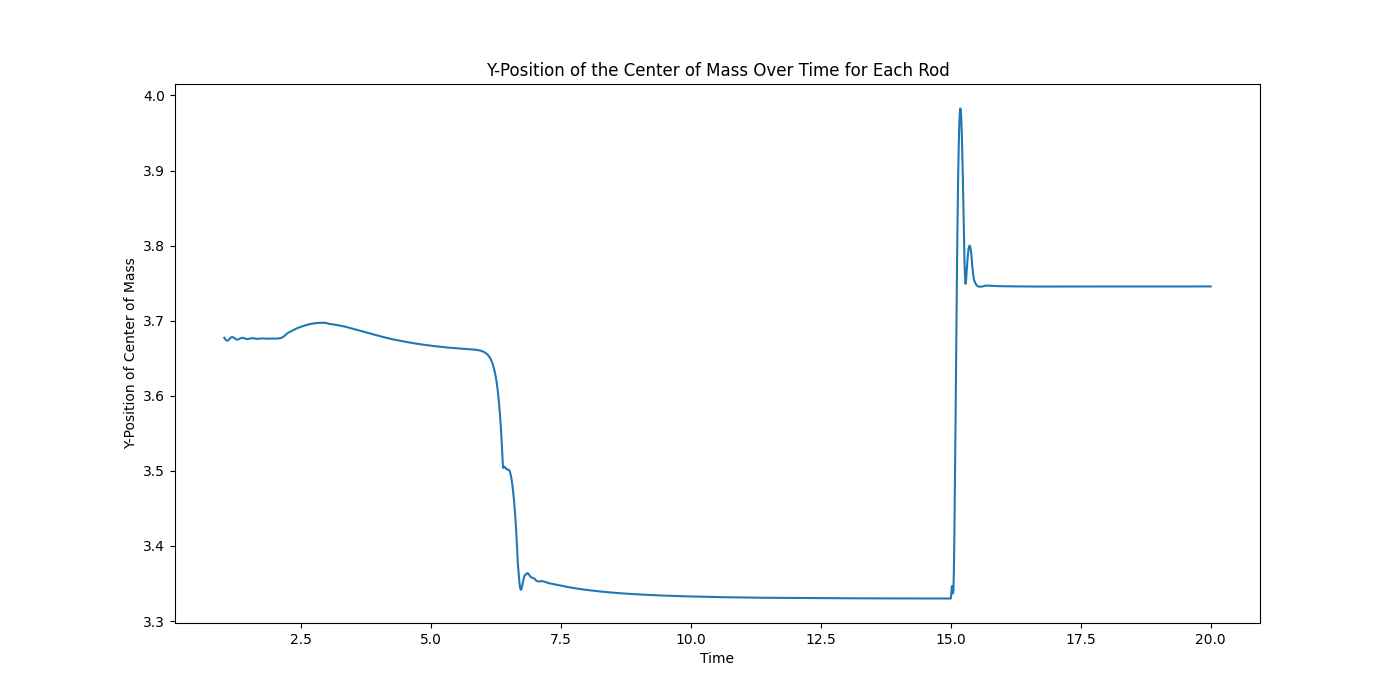 Y-Position of the Center of Mass Over Time for Each Rod
Y-Position of Center of Mass
4.0
3.9
3.8
3.7
3.6
3.5
3.4
3.3
2.5 5.0 7.5 10.0 12.5 15.0 17.5 20.0
Time